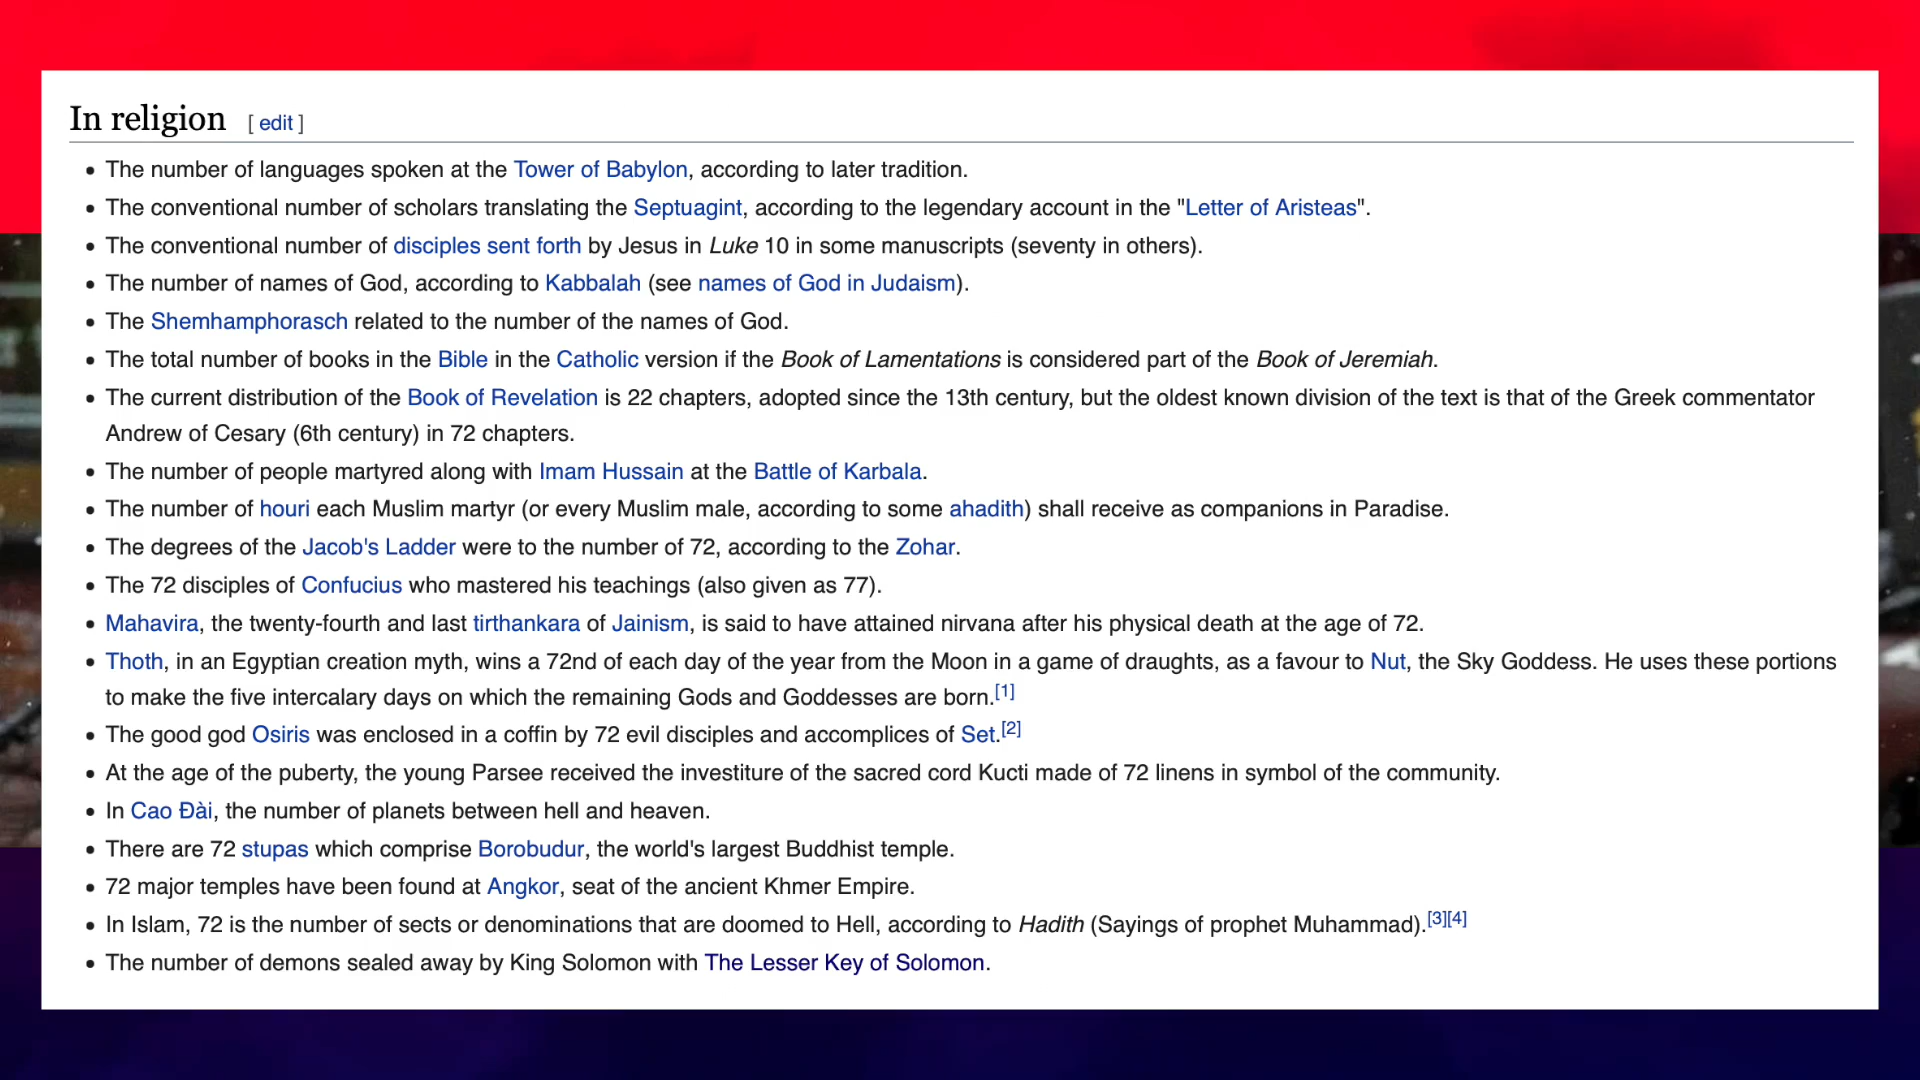 In religion [ edit ]
• The number of languages spoken at the Tower of Babylon, according to later tradition.
• The conventional number of scholars translating the Septuagint, according to the legendary account in the "Letter of Aristeas".
• The conventional number of disciples sent forth by Jesus in Luke 10 in some manuscripts (seventy in others).
• The number of names of God, according to Kabbalah (see names of God in Judaism).
• The Shemhamphorasch related to the number of the names of God.
• The total number of books in the Bible in the Catholic version if the Book of Lamentations is considered part of the Book of Jeremiah.
• The current distribution of the Book of Revelation is 22 chapters, adopted since the 13th century, but the oldest known division of the text is that of the Greek commentator
Andrew of Cesary (6th century) in 72 chapters.
• The number of people martyred along with Imam Hussain at the Battle of Karbala.
• The number of houri each Muslim martyr (or every Muslim male, according to some ahadith) shall receive as companions in Paradise.
• The degrees of the Jacob's Ladder were to the number of 72, according to the Zohar.
• The 72 disciples of Confucius who mastered his teachings (also given as 77).
• Mahavira, the twenty-fourth and last tirthankara of Jainism, is said to have attained nirvana after his physical death at the age of 72.
• Thoth, in an Egyptian creation myth, wins a 72nd of each day of the year from the Moon in a game of draughts, as a favour to Nut, the Sky Goddess. He uses these portions
to make the five intercalary days on which the remaining Gods and Goddesses are born.[1]
• The good god Osiris was enclosed in a coffin by 72 evil disciples and accomplices of Set.[2]
• At the age of the puberty, the young Parsee received the investiture of the sacred cord Kucti made of 72 linens in symbol of the community.
• In Cao Đài, the number of planets between hell and heaven.
• There are 72 stupas which comprise Borobudur, the world's largest Buddhist temple.
• 72 major temples have been found at Angkor, seat of the ancient Khmer Empire.
• In Islam, 72 is the number of sects or denominations that are doomed to Hell, according to Hadith (Sayings of prophet Muhammad).[3][4]
• The number of demons sealed away by King Solomon with The Lesser Key of Solomon.